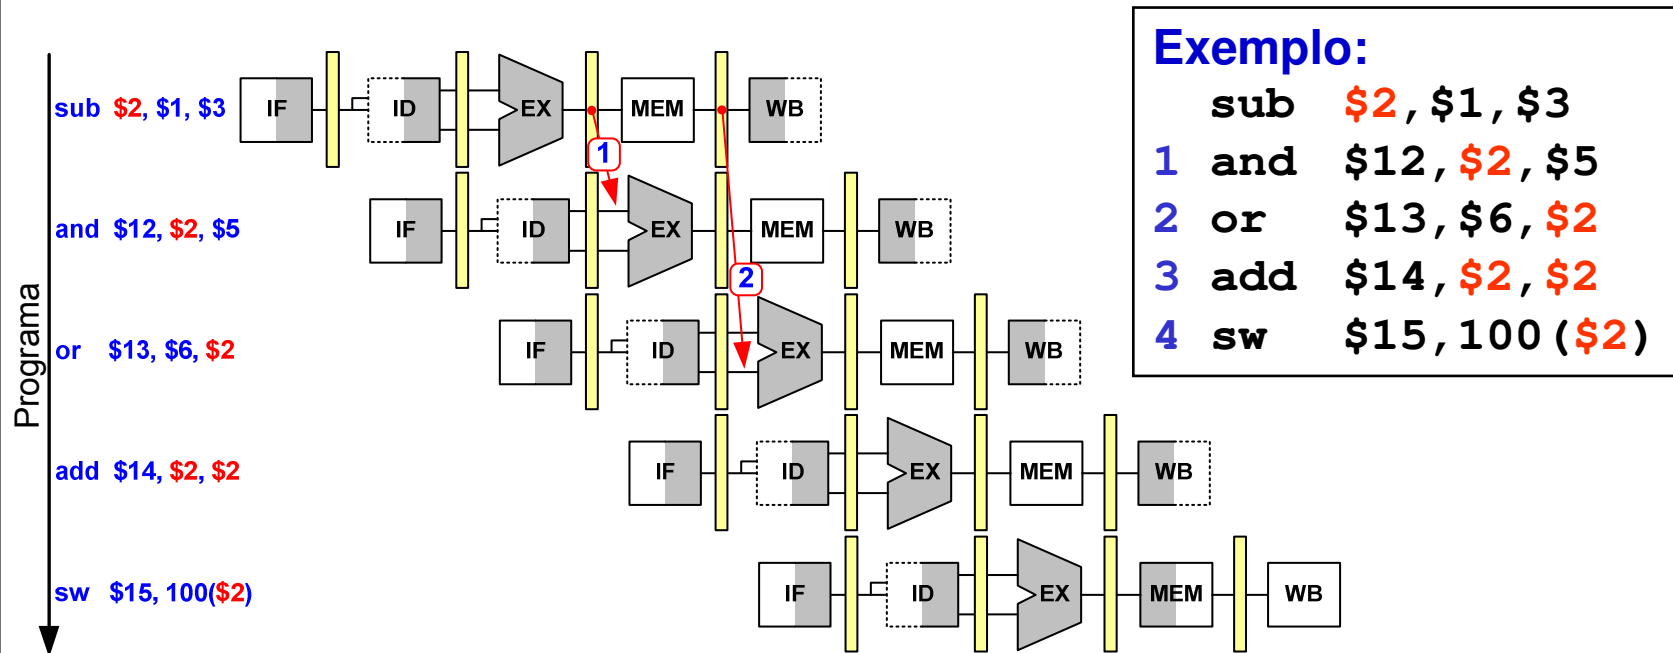 Exemplo:
sub $2,$1,$3
1 and $12,$2,$5
2 or $13,$6,$2
3 add $14,$2,$2
4 sw $15,100($2)
Programa
sub $2, $1, $3 IF ID EX MEM WB
1
and $12, $2, $5 IF ID EX MEM WB
2
or $13, $6, $2 IF ID EX MEM WB
add $14, $2, $2 IF ID EX MEM WB
sw $15, 100($2) IF ID EX MEM WB